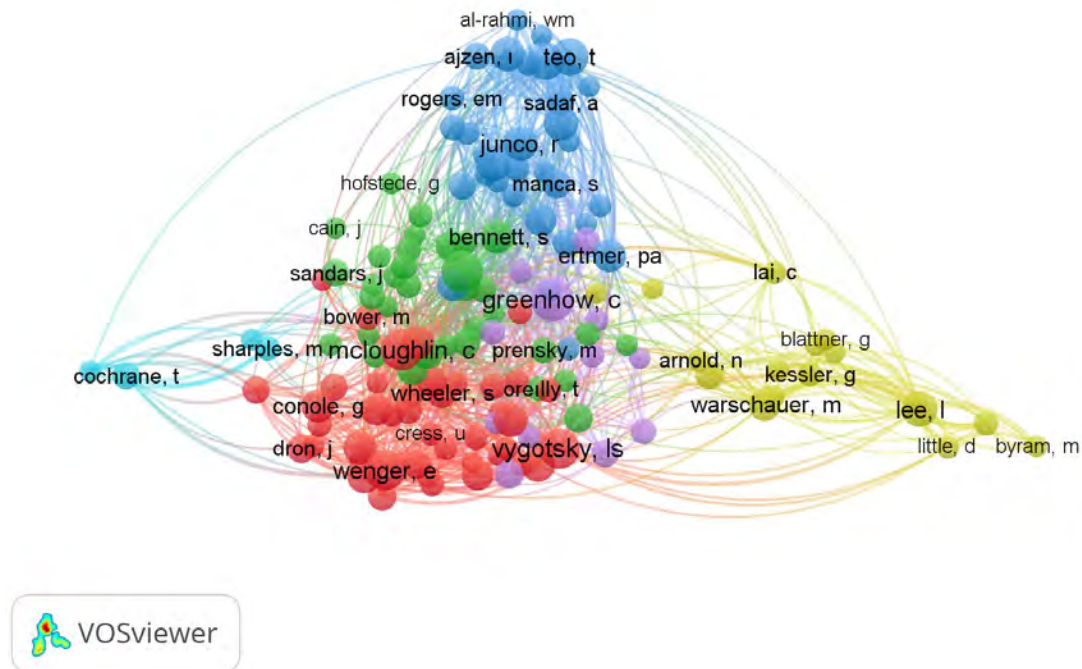 al-rahmi, wm
ajzen, ı
teo, t
rogers, em
sadaf, a
junco, r
manca, s
hofstede, g
cain, j
bennett, s
ertmer, pa
sandars, j
lai, c
greenhow, c
bower, m
blattner, g
sharples, m
mcloughlin, c
prensky, m
arnold, n
kessler, g
cochrane, t
wheeler, s
oreılly, t
conole, g
warschauer, m
lee, l
cress, u
dron, j
vygotsky, ls
little, d
byram, m
wenger, e
VOSviewer